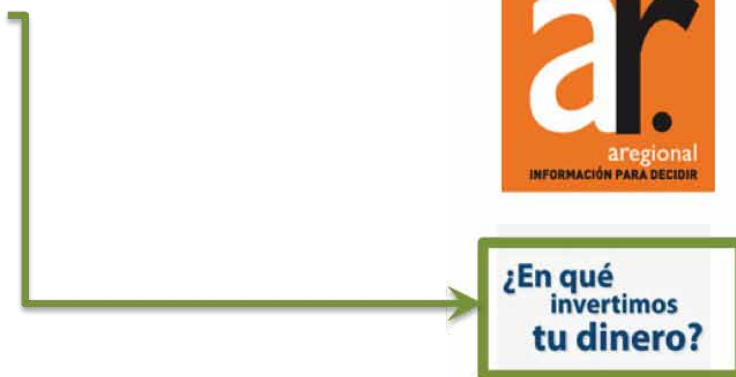 ar.
aregional
INFORMACIÓN PARA DECIDIR
¿En qué
invertimos
tu dinero?